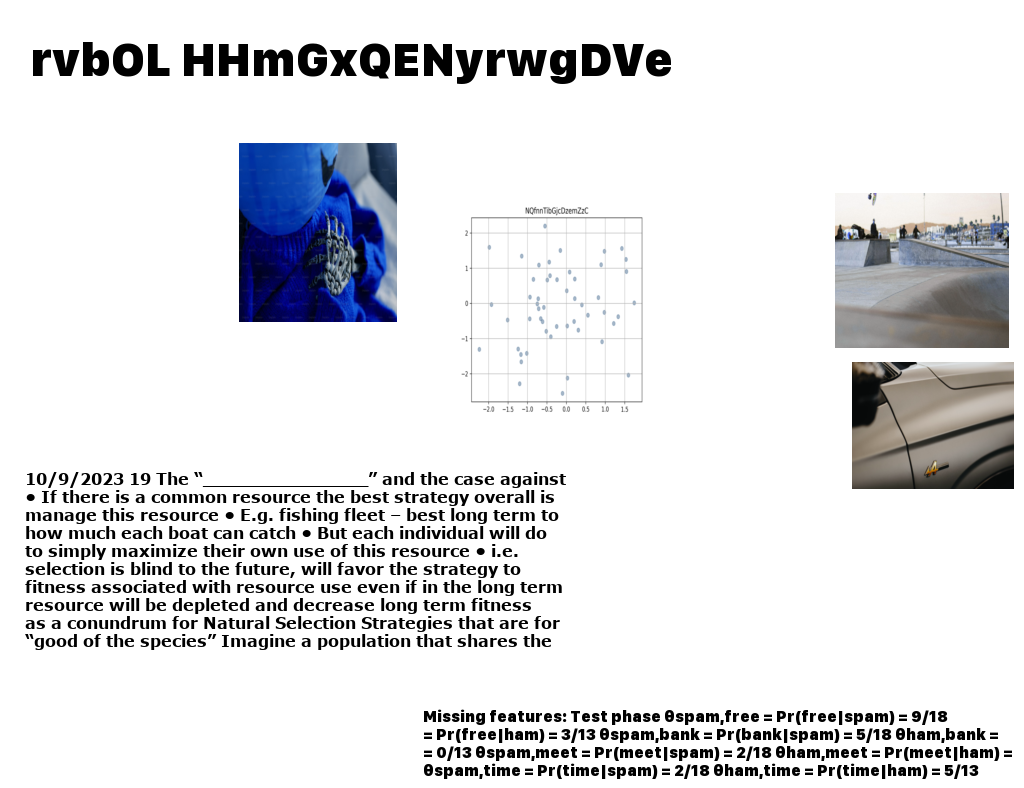 rvbOL HHmGxQENyrwgDVe
NQfnnTibGjcDzemZzC
2
1
0
−1
−2
−2.0 −1.5 −1.0 −0.5 0.0 0.5 1.0 1.5
10/9/2023 19 The “__________________” and the case against
● If there is a common resource the best strategy overall is
manage this resource ● E.g. fishing fleet – best long term to
how much each boat can catch ● But each individual will do
to simply maximize their own use of this resource ● i.e.
selection is blind to the future, will favor the strategy to
fitness associated with resource use even if in the long term
resource will be depleted and decrease long term fitness
as a conundrum for Natural Selection Strategies that are for
“good of the species” Imagine a population that shares the
Missing features: Test phase θspam,free = Pr(free|spam) = 9/18
= Pr(free|ham) = 3/13 θspam,bank = Pr(bank|spam) = 5/18 θham,bank =
= 0/13 θspam,meet = Pr(meet|spam) = 2/18 θham,meet = Pr(meet|ham) =
θspam,time = Pr(time|spam) = 2/18 θham,time = Pr(time|ham) = 5/13